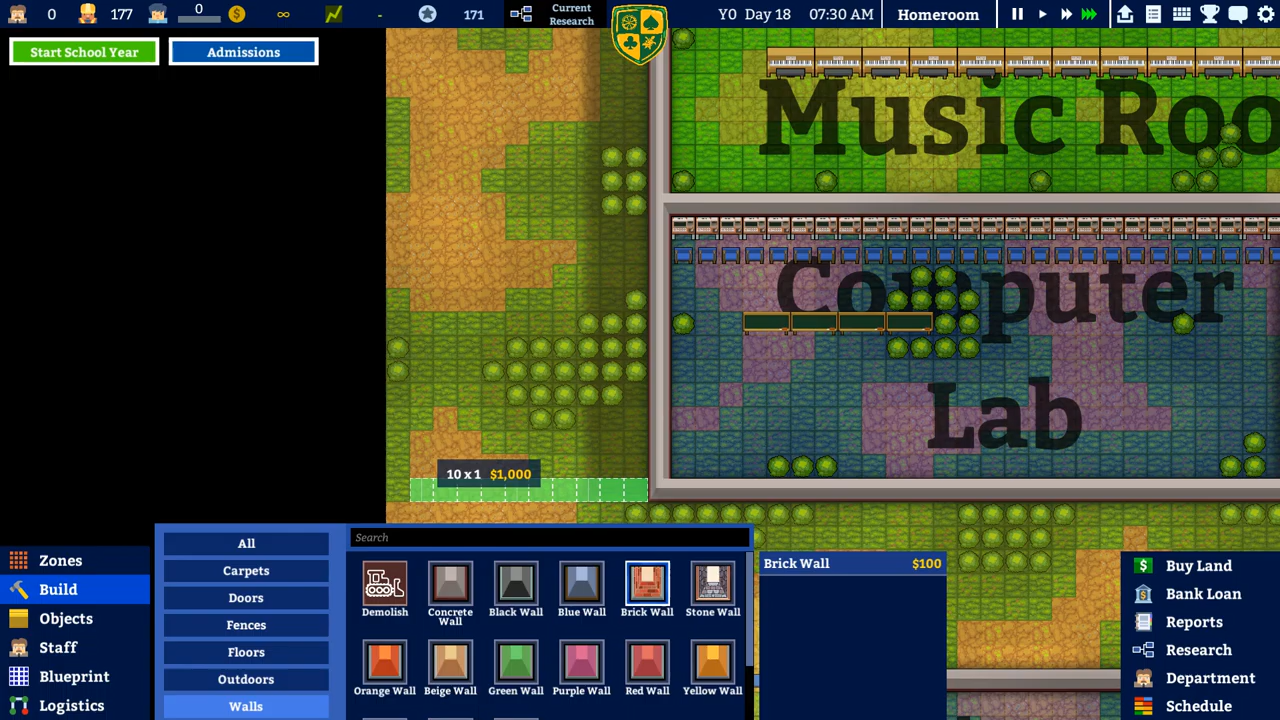 0 177 0 ∞ - 171 Current Research Y0 Day 18 07:30 AM Homeroom
Start School Year Admissions
Music Roo
Computer
Lab
10 x 1 $1,000
Search
All
Carpets
Doors
Fences
Floors
Outdoors
Walls
Demolish Concrete Wall Black Wall Blue Wall Brick Wall Stone Wall
Orange Wall Beige Wall Green Wall Purple Wall Red Wall Yellow Wall
Brick Wall $100
Zones
Build
Objects
Staff
Blueprint
Logistics
Buy Land
Bank Loan
Reports
Research
Department
Schedule